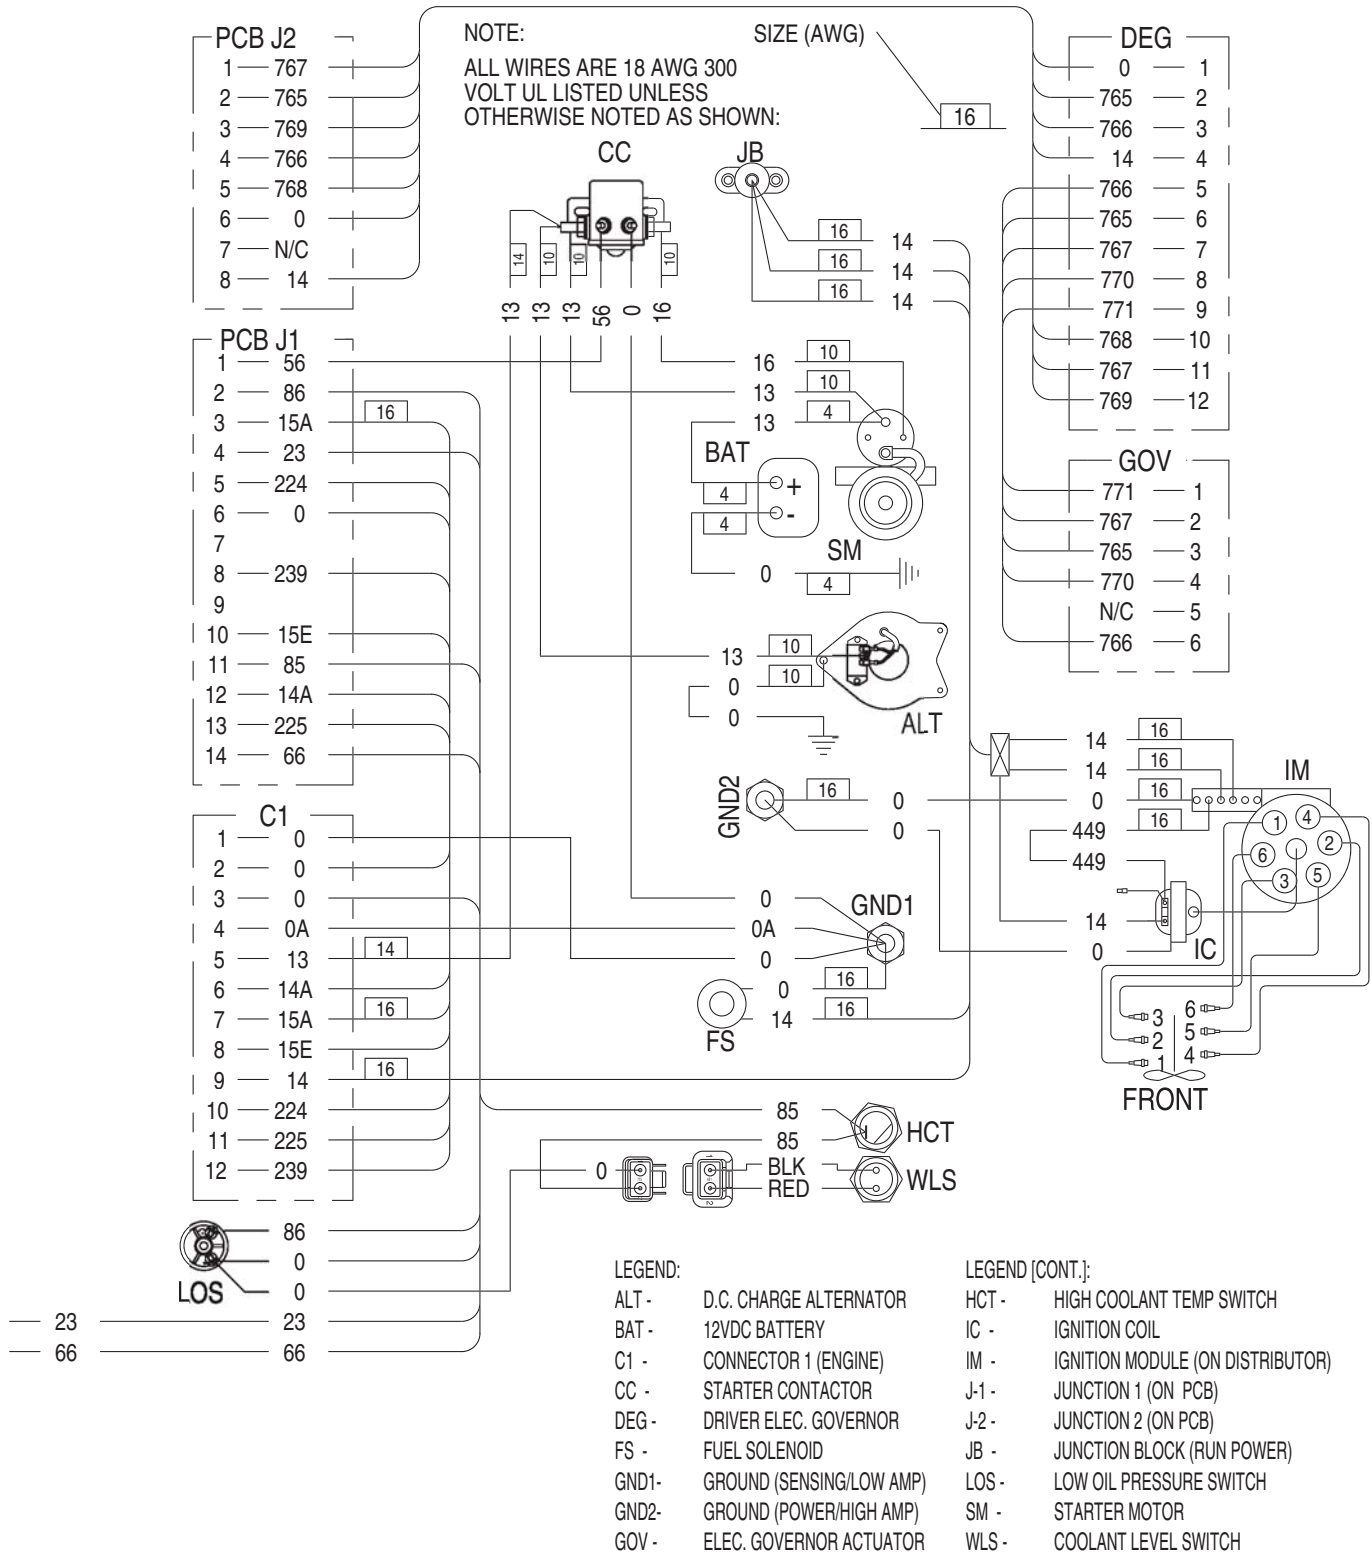 PCB J2
1 767
2 765
3 769
4 766
5 768
6 0
7 N/C
8 14
NOTE:
ALL WIRES ARE 18 AWG 300
VOLT UL LISTED UNLESS
OTHERWISE NOTED AS SHOWN:
SIZE (AWG)
16
DEG
0 1
765 2
766 3
14 4
766 5
765 6
767 7
770 8
771 9
768 10
767 11
769 12
CC
14
10
10
10
13
13
13
56
0
16
JB
16
14
16
14
16
14
PCB J1
1 56
2 86
3 15A 16
4 23
5 224
6 0
7
8 239
9
10 15E
11 85
12 14A
13 225
14 66
16 10
13 10
13 4
BAT
+
-
4
4
0 4
SM
GOV
771 1
767 2
765 3
770 4
N/C 5
766 6
13 10
0 10
0
ALT
GND2
16 0
0
14 16
14 16
0 16
449 16
449
14
0
IM
1
4
6
2
3
5
IC
C1
1 0
2 0
3 0
4 0A
5 13 14
6 14A
7 15A 16
8 15E
9 14 16
10 224
11 225
12 239
0
0A
0
GND1
0 16
14 16
FS
3 6
2 5
1 4
FRONT
85
85
HCT
0
1
2
BLK
RED
WLS
LOS
86
0
0
23 23
66 66
LEGEND:
ALT - D.C. CHARGE ALTERNATOR
BAT - 12VDC BATTERY
C1 - CONNECTOR 1 (ENGINE)
CC - STARTER CONTACTOR
DEG - DRIVER ELEC. GOVERNOR
FS - FUEL SOLENOID
GND1- GROUND (SENSING/LOW AMP)
GND2- GROUND (POWER/HIGH AMP)
GOV - ELEC. GOVERNOR ACTUATOR
LEGEND [CONT.]:
HCT - HIGH COOLANT TEMP SWITCH
IC - IGNITION COIL
IM - IGNITION MODULE (ON DISTRIBUTOR)
J-1 - JUNCTION 1 (ON PCB)
J-2 - JUNCTION 2 (ON PCB)
JB - JUNCTION BLOCK (RUN POWER)
LOS - LOW OIL PRESSURE SWITCH
SM - STARTER MOTOR
WLS - COOLANT LEVEL SWITCH